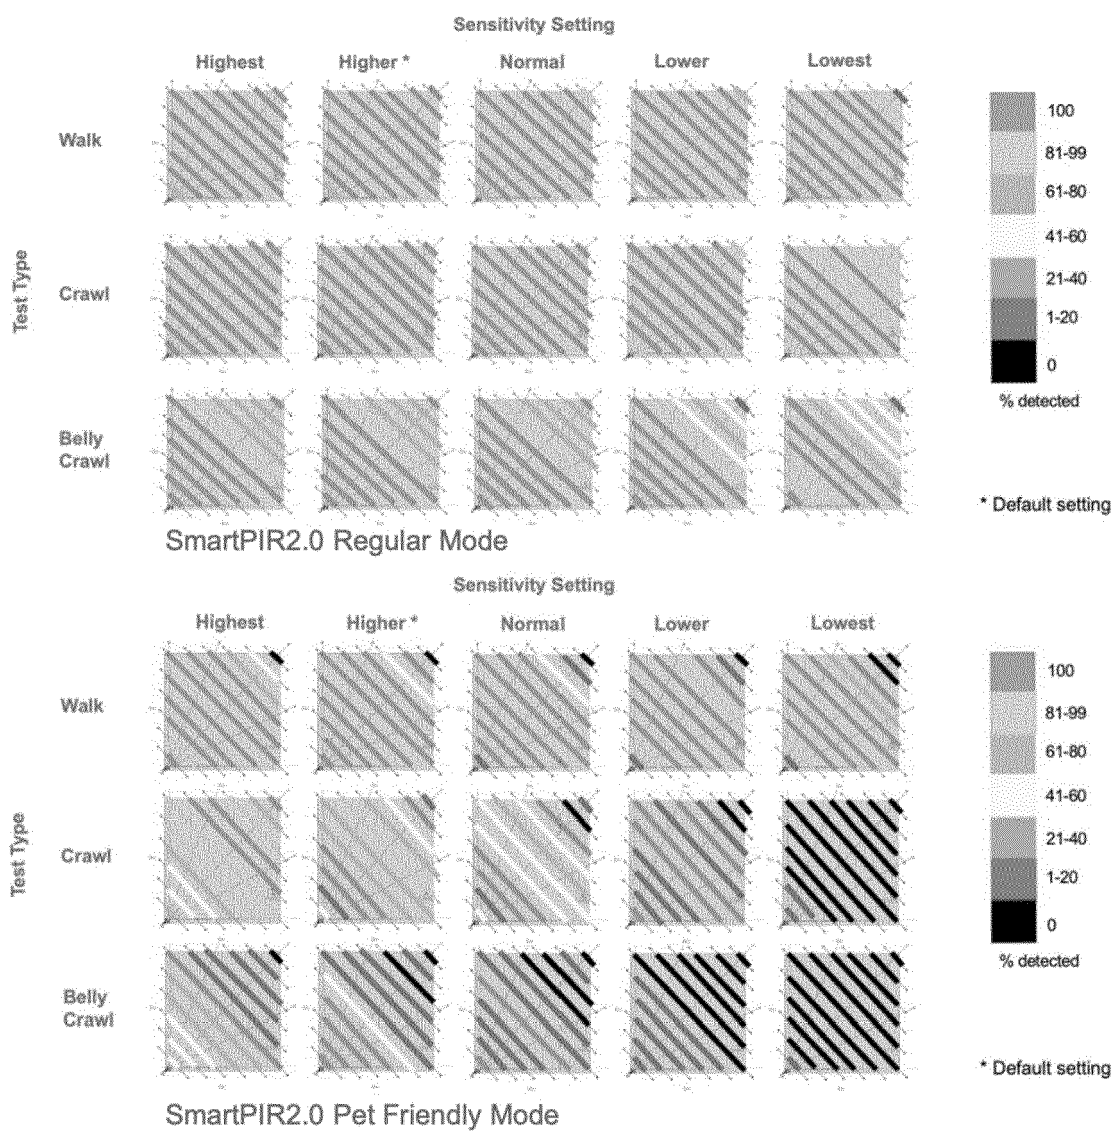 Sensitivity Setting
Highest
Higher *
Normal
Lower
Lowest
Test Type
Walk
Crawl
Belly
Crawl
100
81-99
61-80
41-60
21-40
1-20
0
% detected
* Default setting
SmartPIR2.0 Regular Mode
Sensitivity Setting
Highest
Higher *
Normal
Lower
Lowest
Test Type
Walk
Crawl
Belly
Crawl
100
81-99
61-80
41-60
21-40
1-20
0
% detected
* Default setting
SmartPIR2.0 Pet Friendly Mode